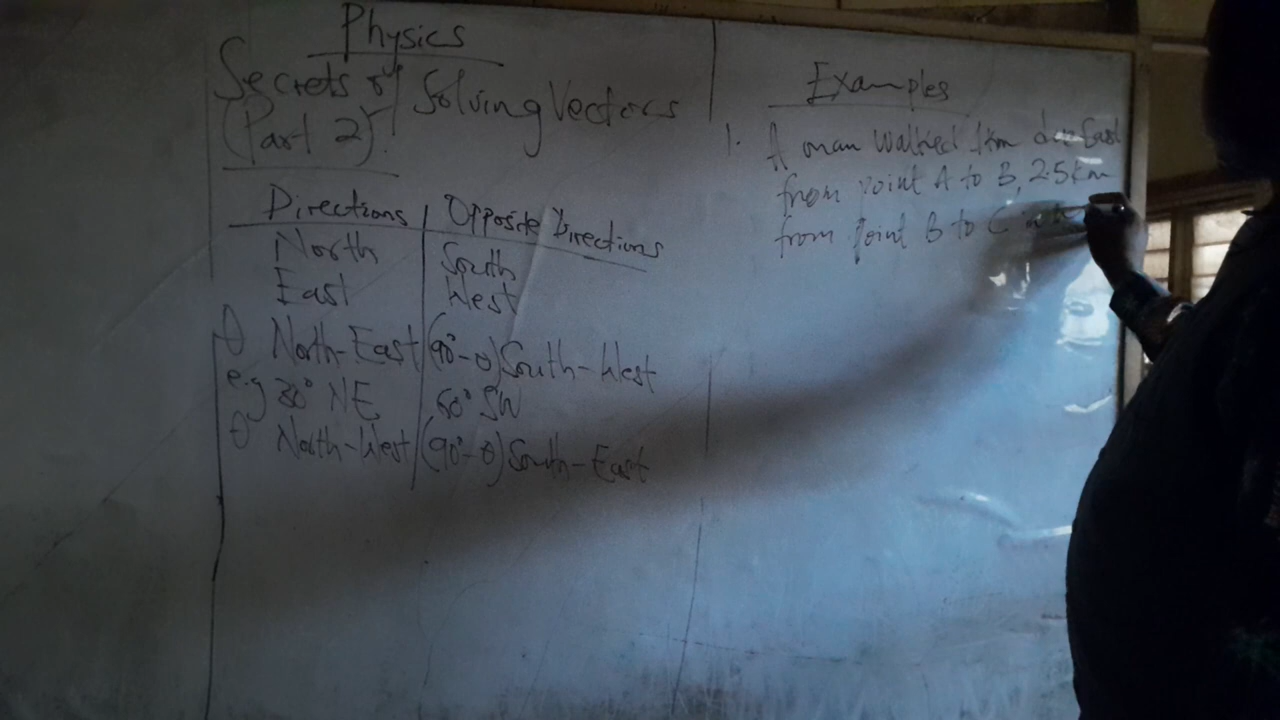 Physics
Secrets of Solving Vectors
(Part 2)!
Directions | Opposite Directions
North | South
East | West
θ North-East | (90°-θ) South-West
e.g 30° NE | 60° SW
θ North-West | (90°-θ) South-East
Examples
1. A man walked 1km due East
from point A to B, 2.5km
from point B to C